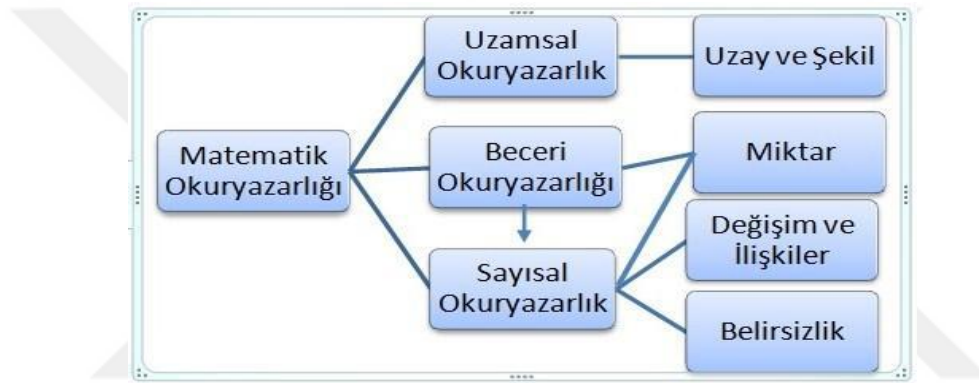 Matematik
Okuryazarlığı
Uzamsal
Okuryazarlık
Beceri
Okuryazarlığı
Sayısal
Okuryazarlık
Uzay ve Şekil
Miktar
Değişim ve
İlişkiler
Belirsizlik